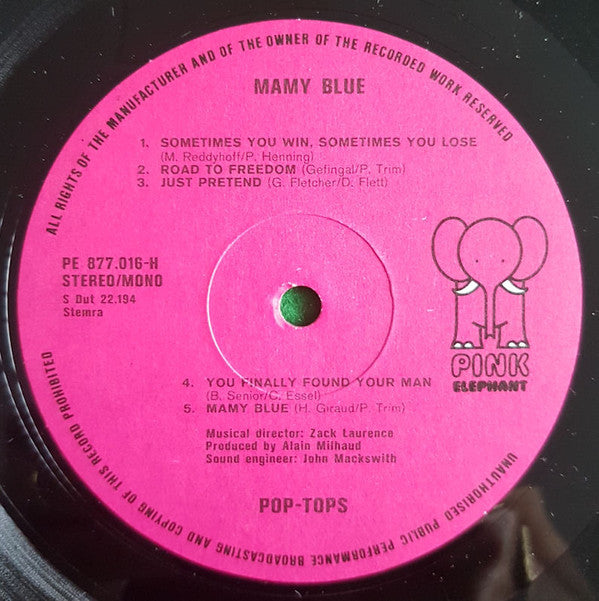 ALL RIGHTS OF THE MANUFACTURER AND OF THE OWNER OF THE RECORDED WORK RESERVED
MAMY BLUE
1. SOMETIMES YOU WIN, SOMETIMES YOU LOSE
(M. Reddyhoff/P. Henning)
2. ROAD TO FREEDOM (Gefingal/P. Trim)
3. JUST PRETEND (G. Fletcher/D. Flett)
PE 877.016-H
STEREO/MONO
S Dut 22.194
Stemra
PINK
ELEPHANT
4. YOU FINALLY FOUND YOUR MAN
(B. Senior/C. Essel)
5. MAMY BLUE (H. Giraud/P. Trim)
Musical director: Zack Laurence
Produced by Alain Milhaud
Sound engineer: John Mackswith
POP-TOPS
UNAUTHORISED PUBLIC PERFORMANCE BROADCASTING AND COPYING OF THIS RECORD PROHIBITED